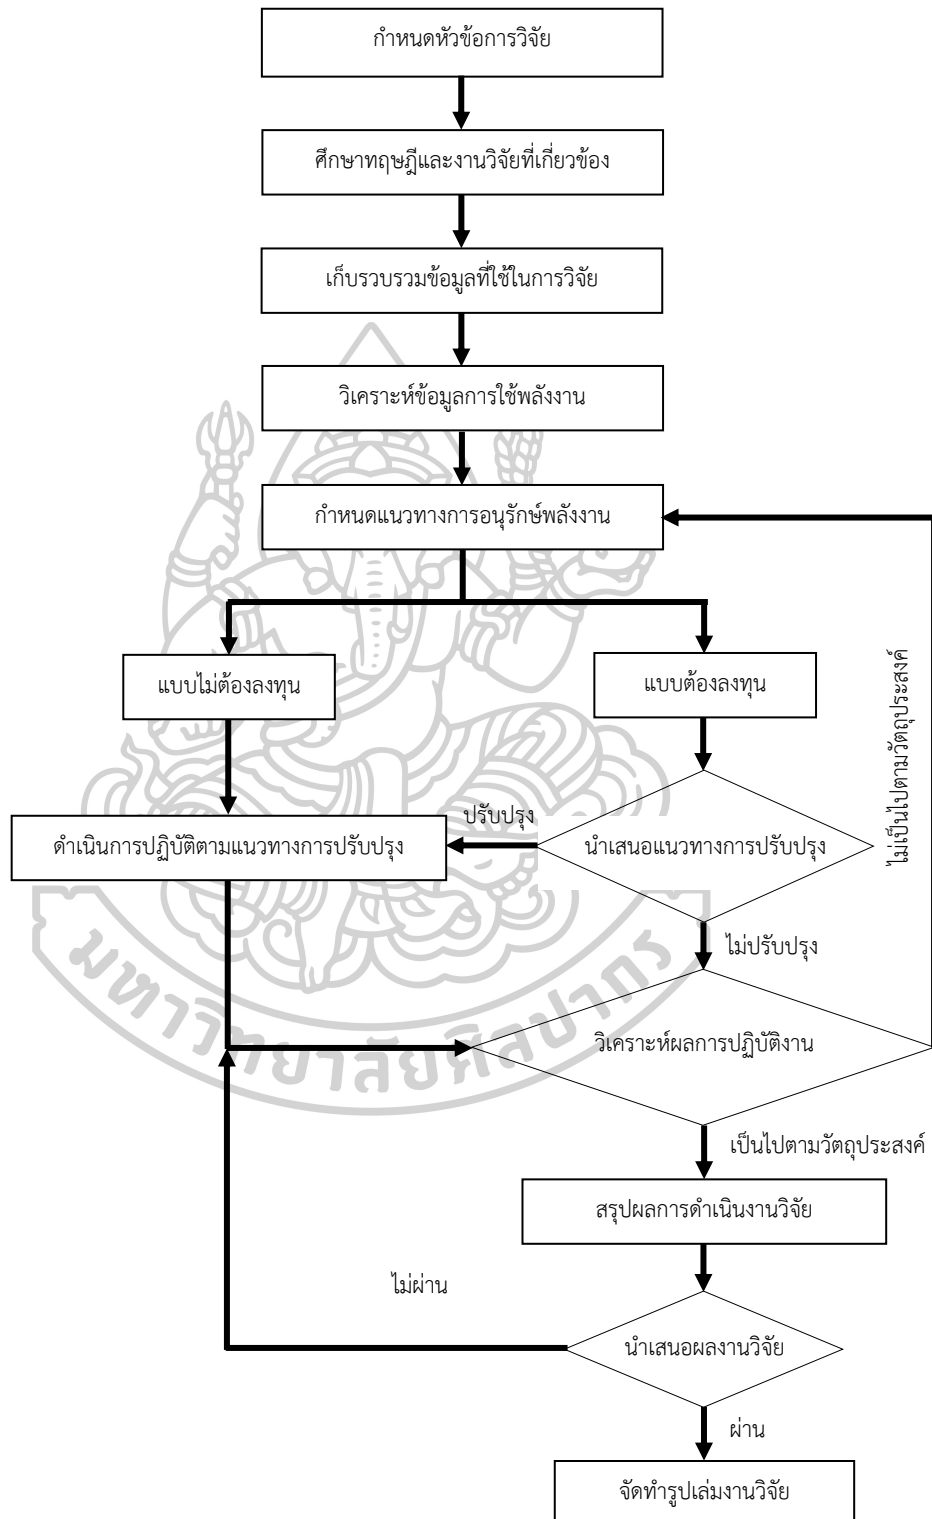 กำหนดหัวข้อการวิจัย
ศึกษาทฤษฎีและงานวิจัยที่เกี่ยวข้อง
เก็บรวบรวมข้อมูลที่ใช้ในการวิจัย
วิเคราะห์ข้อมูลการใช้พลังงาน
กำหนดแนวทางการอนุรักษ์พลังงาน
แบบไม่ต้องลงทุน
แบบต้องลงทุน
ไม่เป็นไปตามวัตถุประสงค์
ปรับปรุง
ดำเนินการปฏิบัติตามแนวทางการปรับปรุง
นำเสนอแนวทางการปรับปรุง
ไม่ปรับปรุง
มหาวิทยาลัยศิลปากร
วิเคราะห์ผลการปฏิบัติงาน
เป็นไปตามวัตถุประสงค์
สรุปผลการดำเนินงานวิจัย
ไม่ผ่าน
นำเสนอผลงานวิจัย
ผ่าน
จัดทำรูปเล่มงานวิจัย